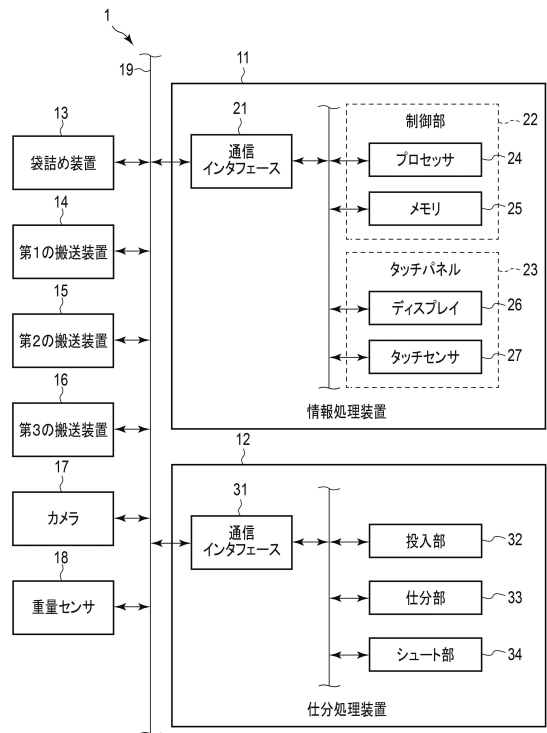 1
19
11
13
袋詰め装置
14
第1の搬送装置
15
第2の搬送装置
16
第3の搬送装置
17
カメラ
18
重量センサ
21
通信
インタフェース
制御部
22
プロセッサ
24
メモリ
25
タッチパネル
23
ディスプレイ
26
タッチセンサ
27
情報処理装置
12
31
通信
インタフェース
投入部
32
仕分部
33
シュート部
34
仕分処理装置